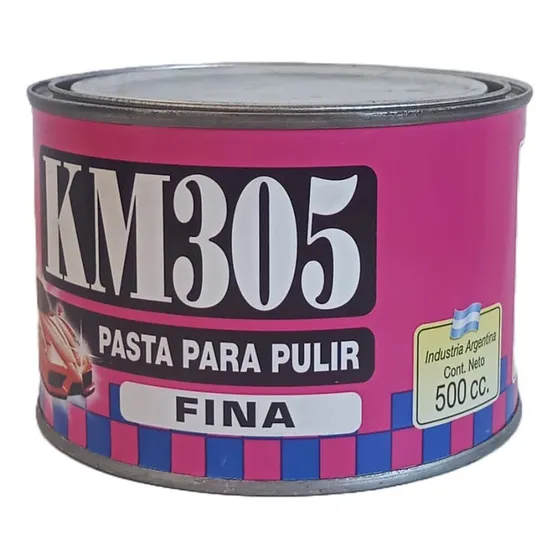 KM305
PASTA PARA PULIR
FINA
Industria Argentina
Cont. Neto
500 cc.